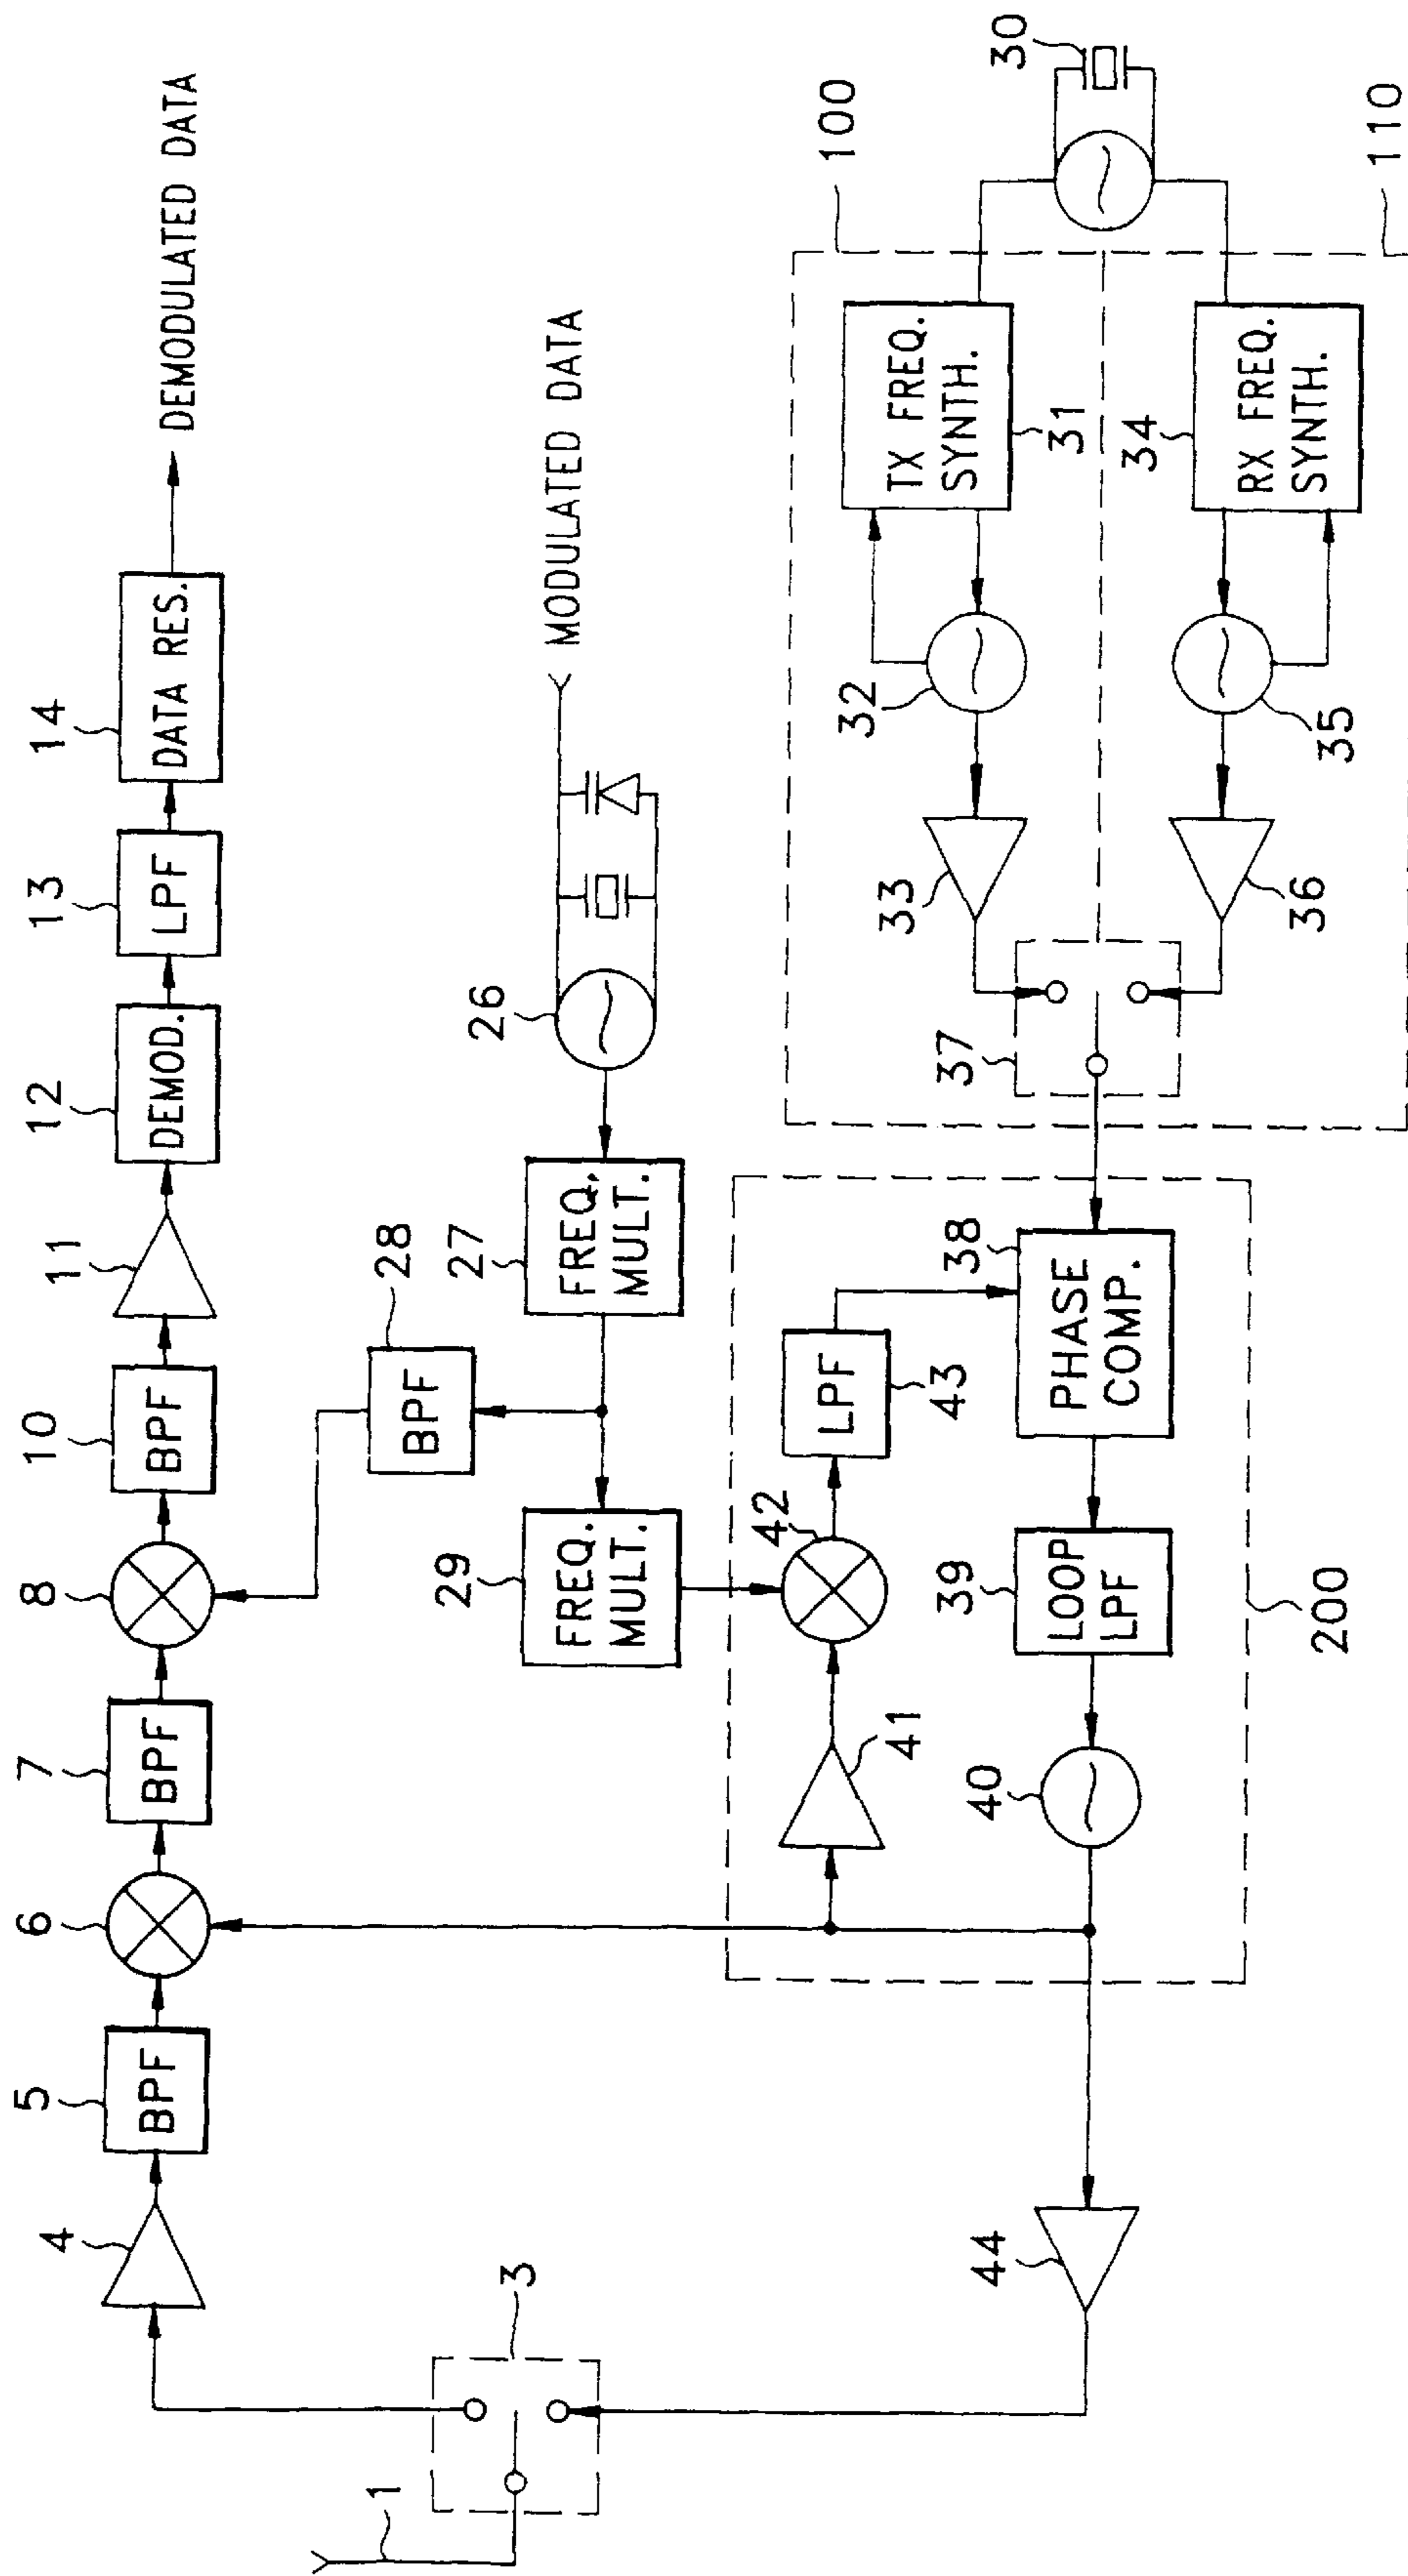 4
5
BPF
6
7
BPF
8
10
BPF
11
12
DEMOD.
13
LPF
14
DATA RES.
DEMODULATED DATA
28
BPF
29
FREQ.
MULT.
27
FREQ.
MULT.
26
MODULATED DATA
1
3
44
41
42
LPF
43
40
39
LOOP
LPF
38
PHASE
COMP.
200
37
33
32
TX FREQ.
SYNTH.
31
100
36
35
34
RX FREQ.
SYNTH.
30
110